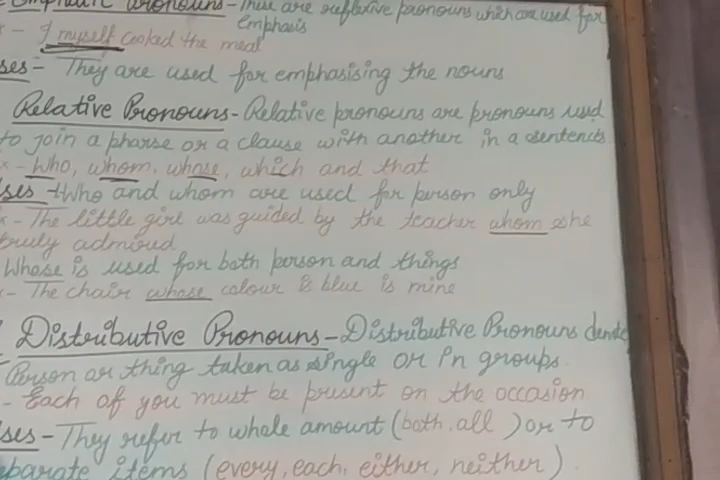 Emphatic Pronouns - These are reflexive pronouns which are used for
Emphasis
- I myself cooked the meal
ses - They are used for emphasising the nouns
Relative Pronouns - Relative pronouns are pronouns used
to join a pharse or a clause with another in a sentence
x - Who, whom, whose, which and that
ses - Who and whom are used for person only
x - The little girl was guided by the teacher whom she
truly admired
Whose is used for both person and things
x - The chair whose colour is blue is mine
Distributive Pronouns - Distributive Pronouns denote
Person or thing taken as single or in groups
- Each of you must be present on the occasion
ses - They refer to whole amount (both, all) or to
eparate items (every, each, either, neither)